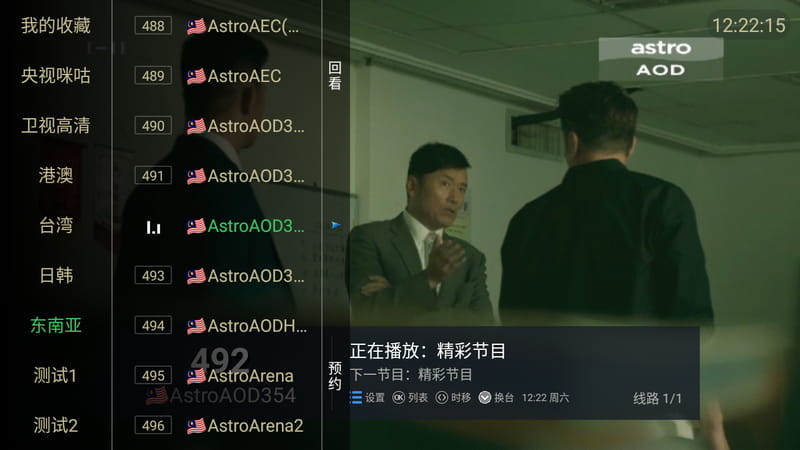 我的收藏
央视咪咕
卫视高清
港澳
台湾
日韩
东南亚
测试1
测试2
488 AstroAEC(...
489 AstroAEC
490 AstroAOD3...
491 AstroAOD3...
AstroAOD3...
493 AstroAOD3...
494 AstroAODH...
495 AstroArena
496 AstroArena2
492
AstroAOD354
回看
预约
12:22:15
astro
AOD
正在播放：精彩节目
下一节目：精彩节目
设置 OK 列表 时移 换台 12:22 周六
线路 1/1